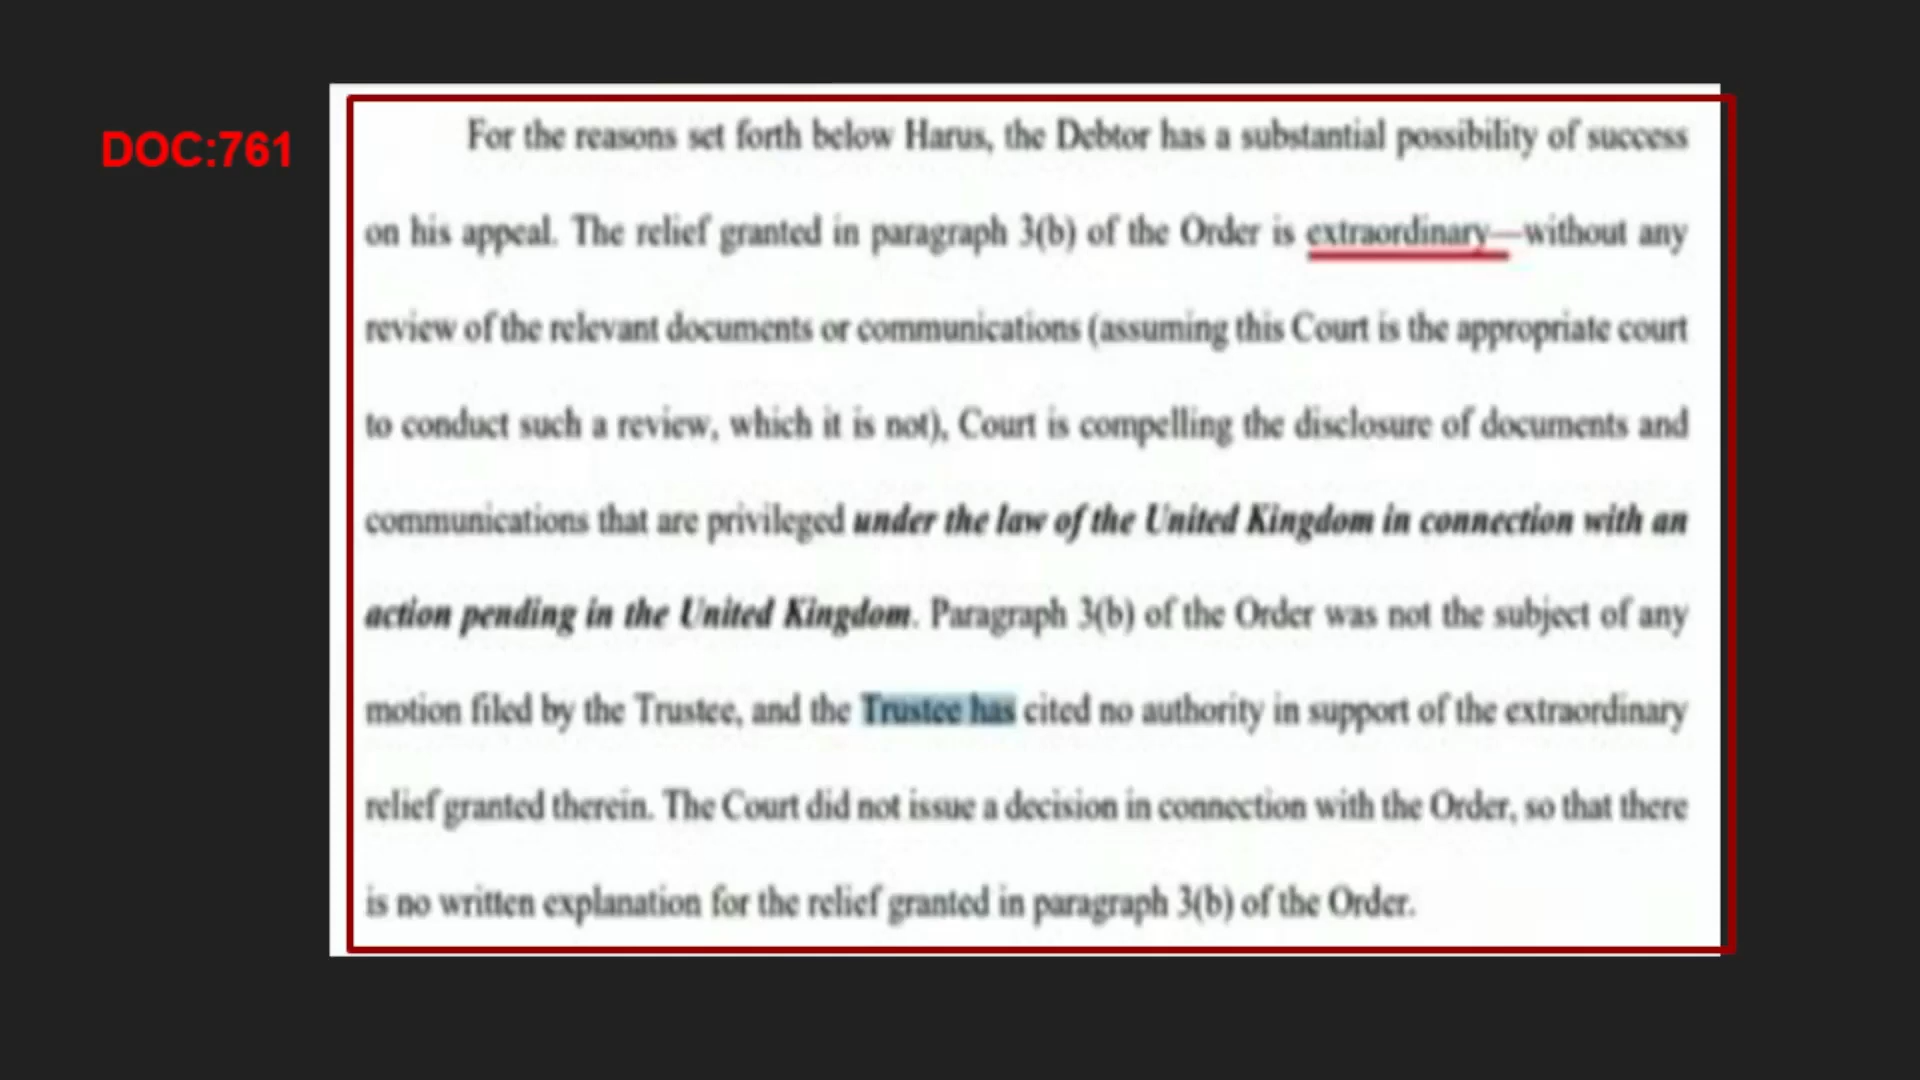 DOC:761
For the reasons set forth below Harus, the Debtor has a substantial possibility of success
on his appeal. The relief granted in paragraph 3(b) of the Order is extraordinary—without any
review of the relevant documents or communications (assuming this Court is the appropriate court
to conduct such a review, which it is not), Court is compelling the disclosure of documents and
communications that are privileged under the law of the United Kingdom in connection with an
action pending in the United Kingdom. Paragraph 3(b) of the Order was not the subject of any
motion filed by the Trustee, and the Trustee has cited no authority in support of the extraordinary
relief granted therein. The Court did not issue a decision in connection with the Order, so that there
is no written explanation for the relief granted in paragraph 3(b) of the Order.